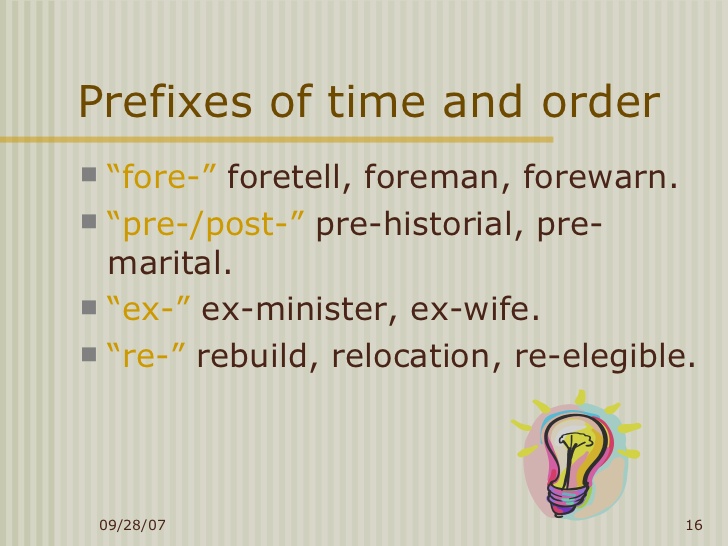 Prefixes of time and order
“fore-” foretell, foreman, forewarn.
“pre-/post-” pre-historial, pre-
marital.
“ex-” ex-minister, ex-wife.
“re-” rebuild, relocation, re-elegible.
09/28/07
16